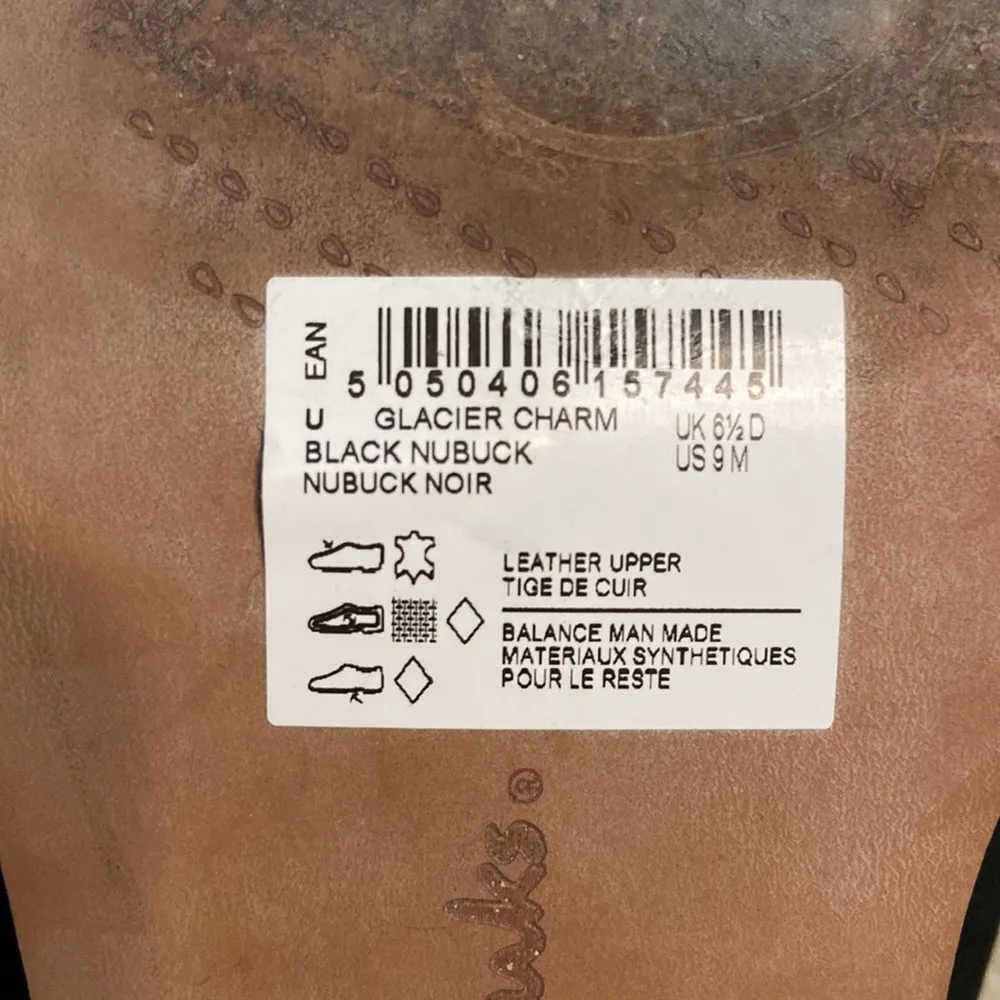 EAN
5 050406 157445
U GLACIER CHARM UK 6½ D
BLACK NUBUCK US 9 M
NUBUCK NOIR
LEATHER UPPER
TIGE DE CUIR
BALANCE MAN MADE
MATERIAUX SYNTHETIQUES
POUR LE RESTE